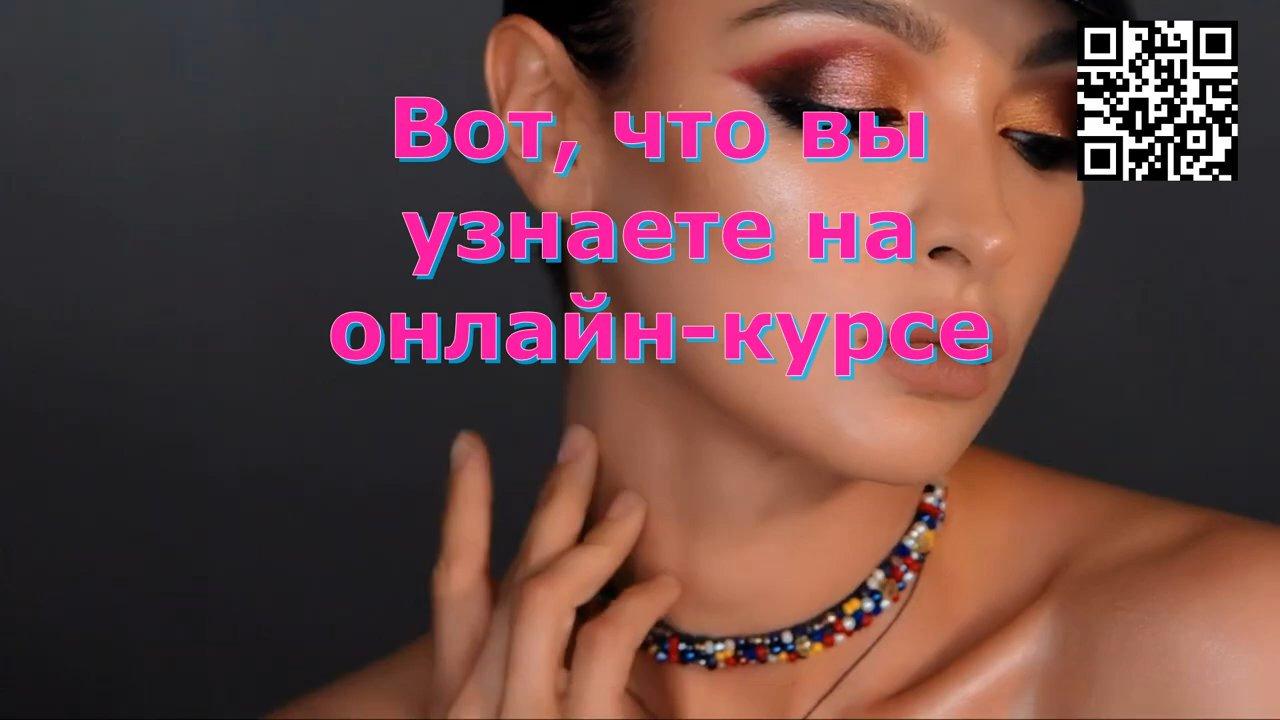 Вот, что вы
узнаете на
онлайн-курсе